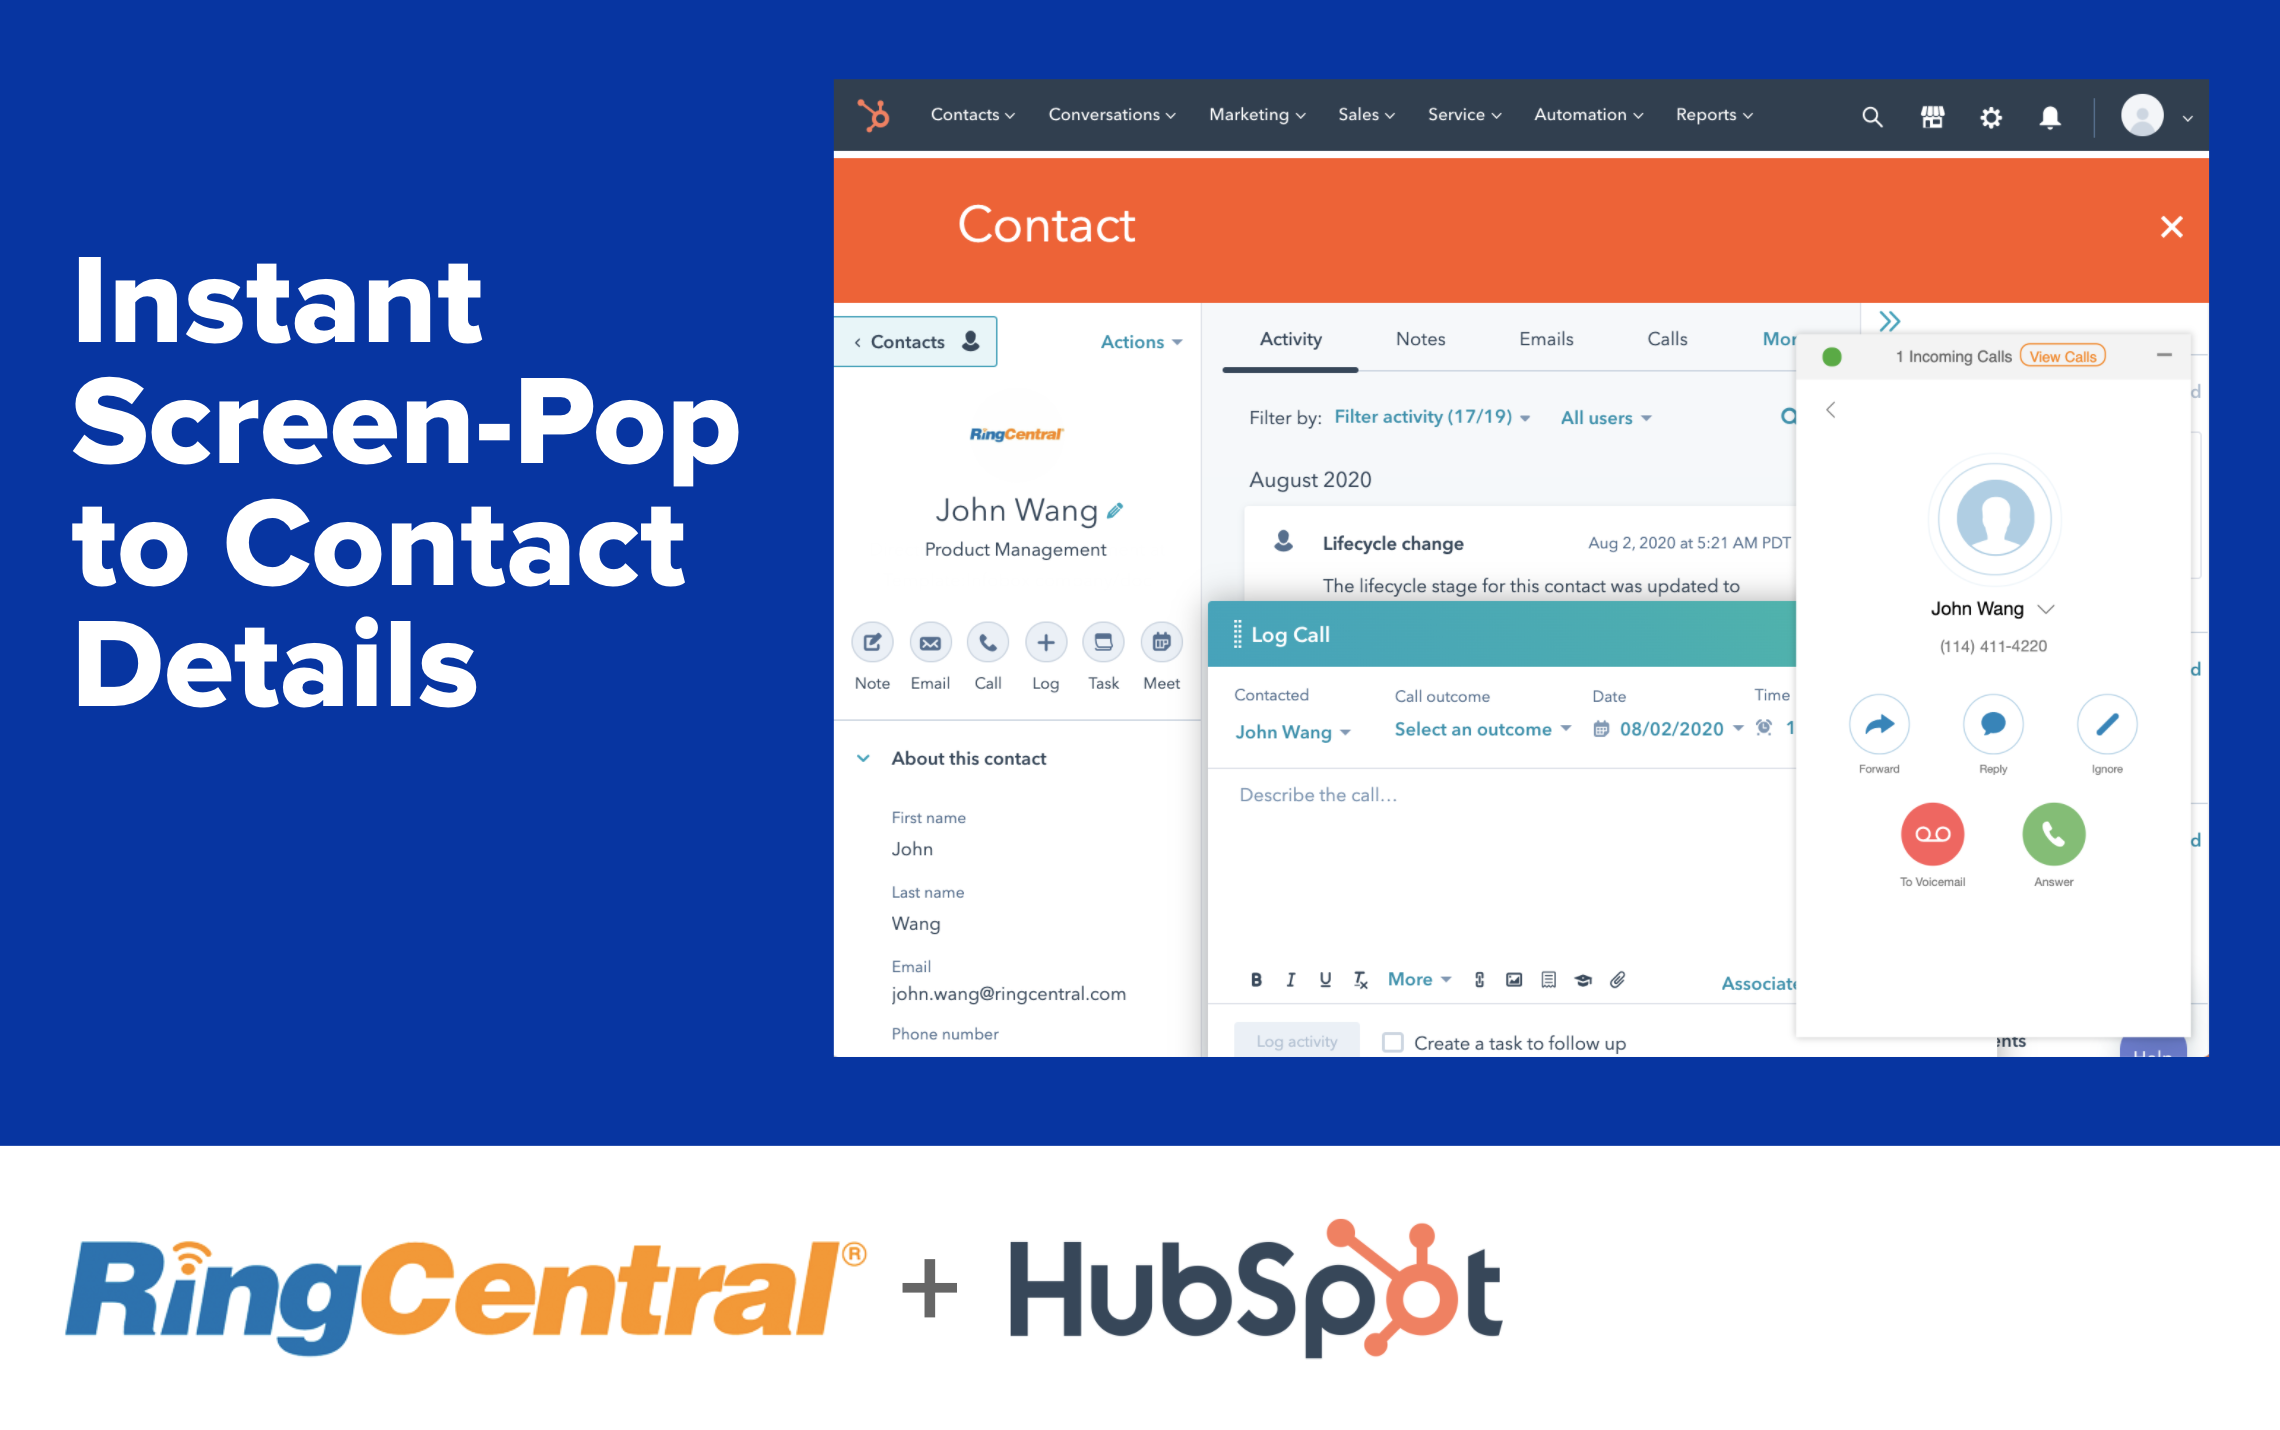 Instant
Screen-Pop
to Contact
Details
Contacts Conversations Marketing Sales Service Automation Reports
Contact
Contacts
Actions
RingCentral
John Wang
Product Management
Note Email Call Log Task Meet
About this contact
First name
John
Last name
Wang
Email
john.wang@ringcentral.com
Phone number
Activity Notes Emails Calls
Filter by: Filter activity (17/19) All users
August 2020
Lifecycle change Aug 2, 2020 at 5:21 AM PDT
The lifecycle stage for this contact was updated to
Log Call
Contacted Call outcome Date Time
John Wang Select an outcome 08/02/2020
Describe the call...
B I U Tx More
Log activity Create a task to follow up
1 Incoming Calls View Calls
John Wang
(114) 411-4220
Forward Reply Ignore
To Voicemail Answer
RingCentral® + HubSpot